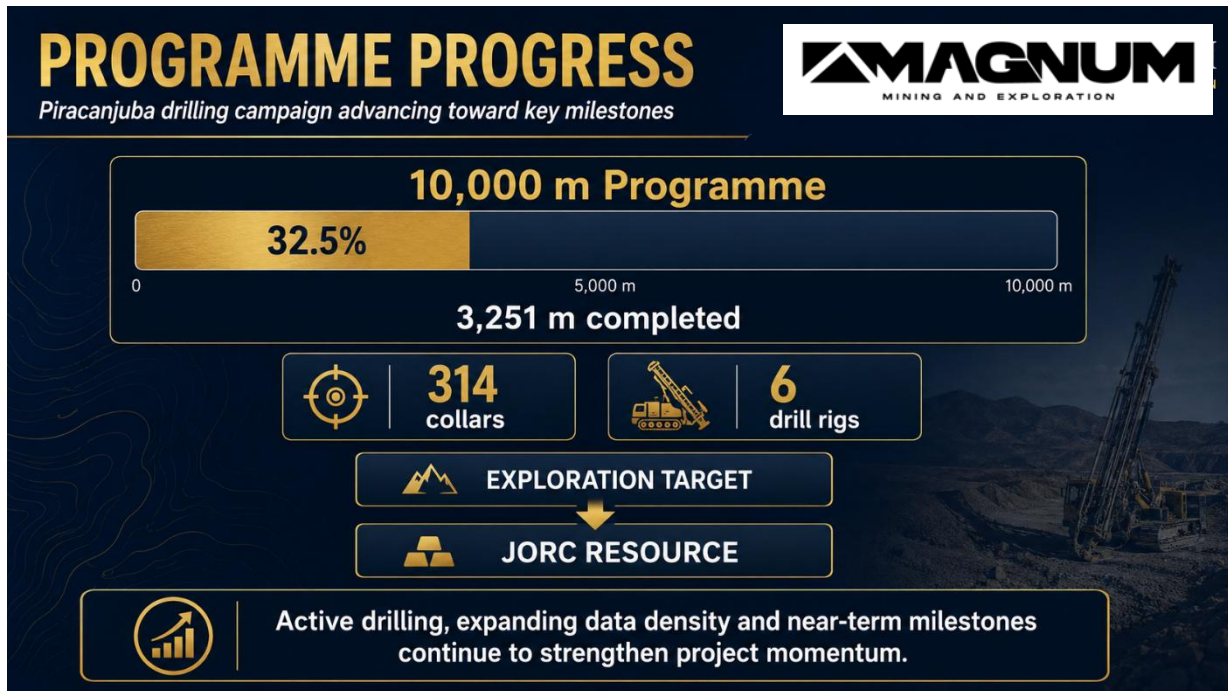 PROGRAMME PROGRESS
Piracanjuba drilling campaign advancing toward key milestones
MAGNUM
MINING AND EXPLORATION
10,000 m Programme
32.5%
0
5,000 m
10,000 m
3,251 m completed
314
collars
6
drill rigs
EXPLORATION TARGET
JORC RESOURCE
Active drilling, expanding data density and near-term milestones
continue to strengthen project momentum.